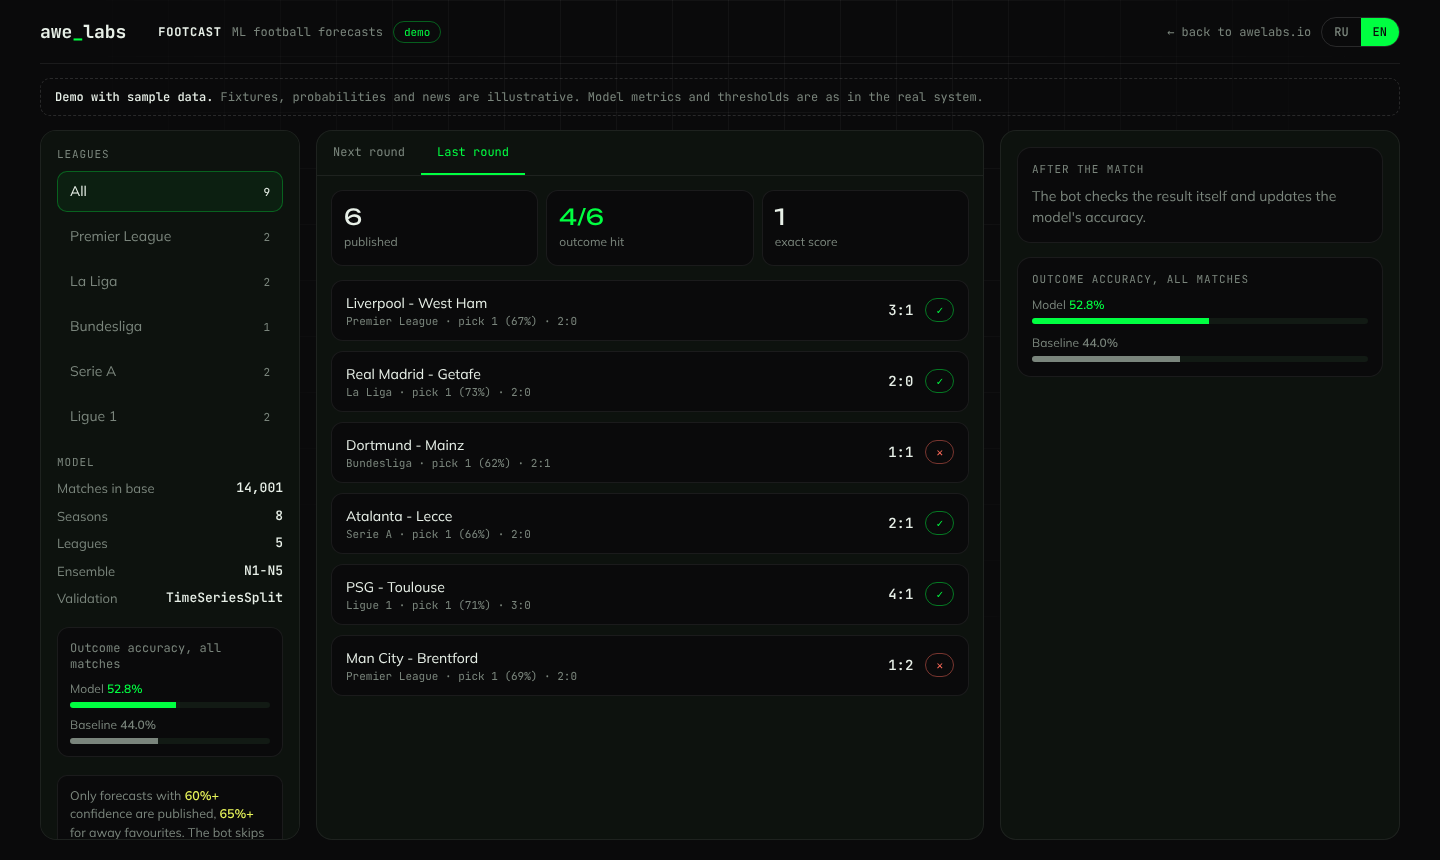 awe_labs
FOOTCAST ML football forecasts demo
← back to awelabs.io RU EN
Demo with sample data. Fixtures, probabilities and news are illustrative. Model metrics and thresholds are as in the real system.
LEAGUES
All 9
Premier League 2
La Liga 2
Bundesliga 1
Serie A 2
Ligue 1 2
MODEL
Matches in base 14,001
Seasons 8
Leagues 5
Ensemble N1-N5
Validation TimeSeriesSplit
Outcome accuracy, all
matches
Model 52.8%
Baseline 44.0%
Only forecasts with 60%+
confidence are published, 65%+
for away favourites. The bot skips
Next round Last round
6
published
4/6
outcome hit
1
exact score
Liverpool - West Ham
Premier League · pick 1 (67%) · 2:0
3:1 ✓
Real Madrid - Getafe
La Liga · pick 1 (73%) · 2:0
2:0 ✓
Dortmund - Mainz
Bundesliga · pick 1 (62%) · 2:1
1:1 ×
Atalanta - Lecce
Serie A · pick 1 (66%) · 2:0
2:1 ✓
PSG - Toulouse
Ligue 1 · pick 1 (71%) · 3:0
4:1 ✓
Man City - Brentford
Premier League · pick 1 (69%) · 2:0
1:2 ×
AFTER THE MATCH
The bot checks the result itself and updates the
model's accuracy.
OUTCOME ACCURACY, ALL MATCHES
Model 52.8%
Baseline 44.0%